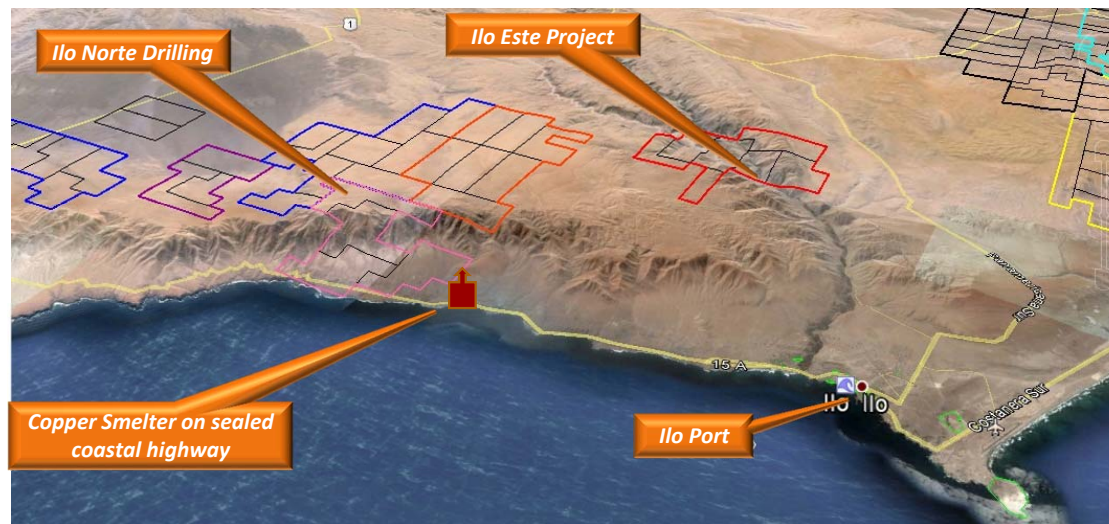 1
Ilo Norte Drilling
Ilo Este Project
15 A
Ilo Ilo
Costanera Sur
Copper Smelter on sealed
coastal highway
Ilo Port